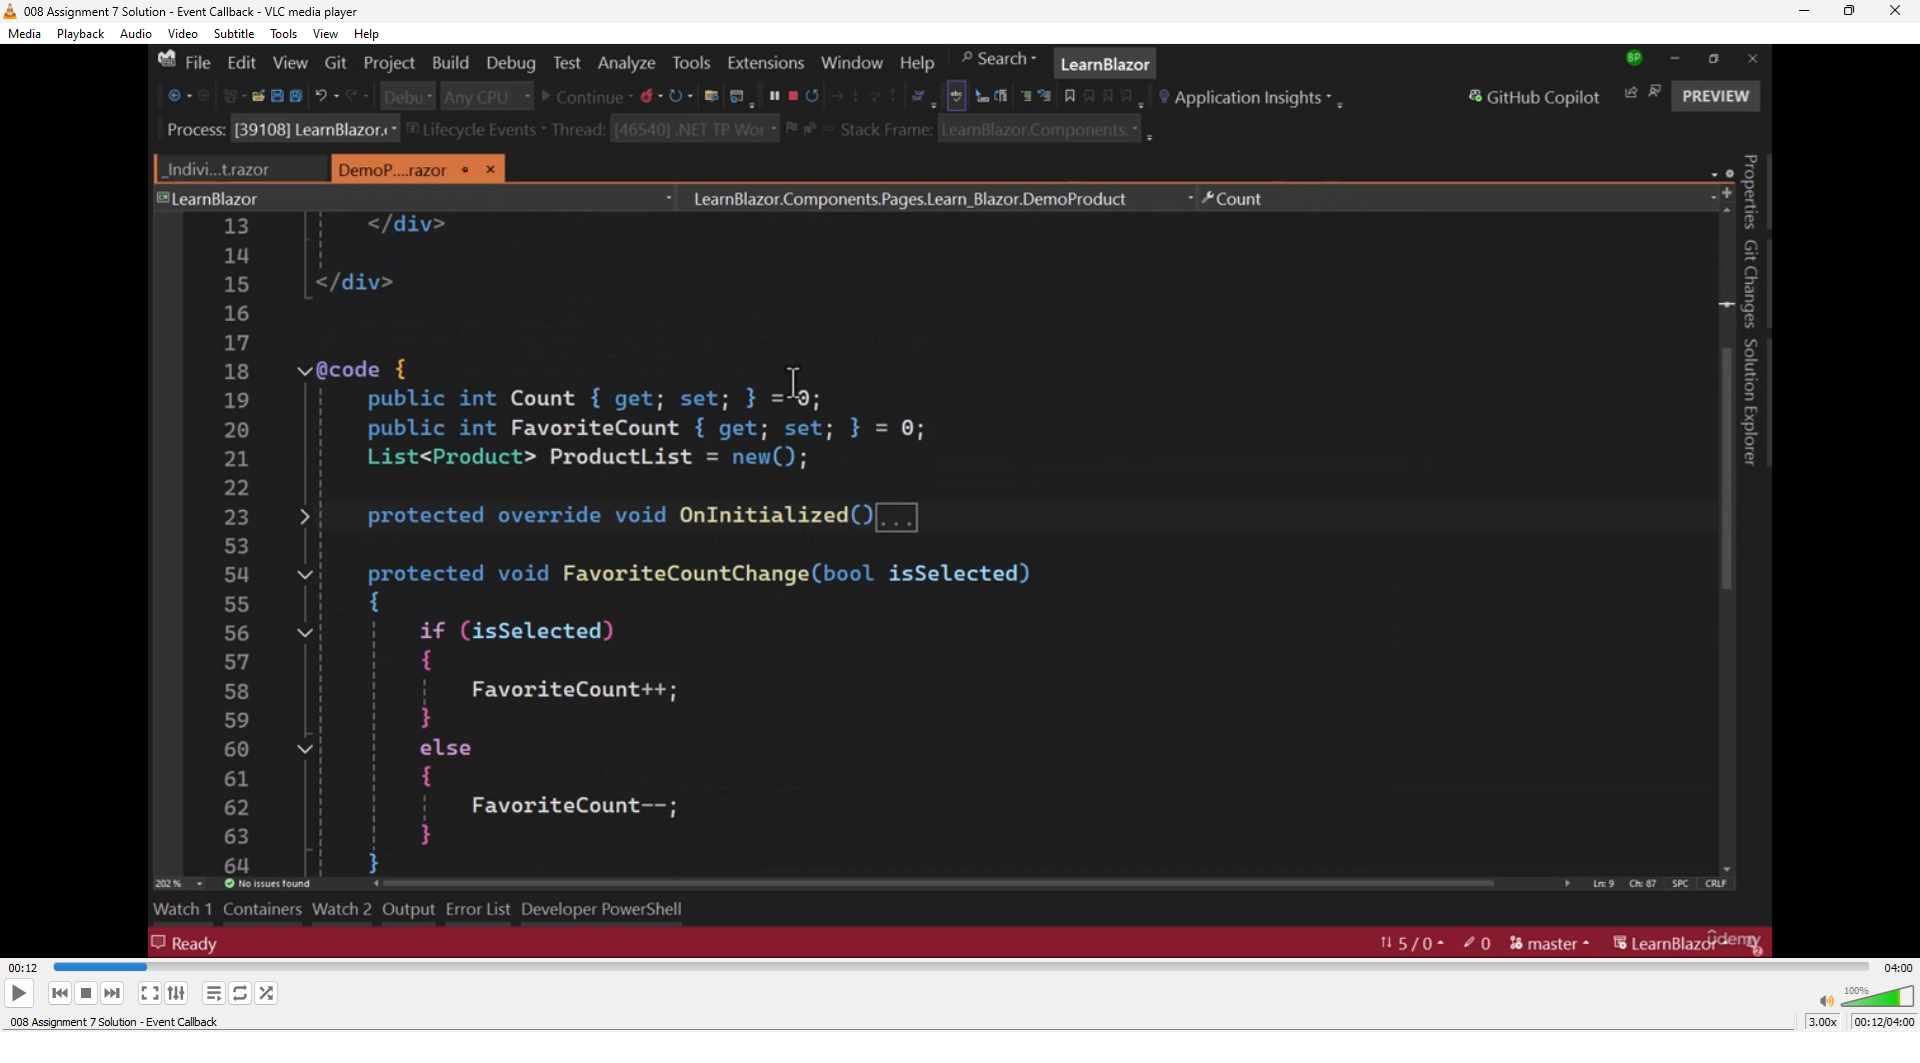 008 Assignment 7 Solution - Event Callback - VLC media player
Media Playback Audio Video Subtitle Tools View Help
File Edit View Git Project Build Debug Test Analyze Tools Extensions Window Help Search LearnBlazor BP
Debu Any CPU Continue Application Insights GitHub Copilot PREVIEW
Process: [39108] LearnBlazor. Lifecycle Events Thread: [46540] .NET TP Wor Stack Frame: LearnBlazor.Components.
_Indivi...t.razor DemoP....razor
LearnBlazor LearnBlazor.Components.Pages.Learn_Blazor.DemoProduct Count
13 </div>
14
15 </div>
16
17
18 @code {
19 public int Count { get; set; } = 0;
20 public int FavoriteCount { get; set; } = 0;
21 List<Product> ProductList = new();
22
23 protected override void OnInitialized()...
53
54 protected void FavoriteCountChange(bool isSelected)
55 {
56 if (isSelected)
57 {
58 FavoriteCount++;
59 }
60 else
61 {
62 FavoriteCount--;
63 }
64 }
Properties
Git Changes
Solution Explorer
202 % No issues found Ln: 9 Ch: 87 SPC CRLF
Watch 1 Containers Watch 2 Output Error List Developer PowerShell
Ready 5 / 0 0 master LearnBlazor 2
udemy
00:12 04:00
100%
008 Assignment 7 Solution - Event Callback 3.00x 00:12/04:00